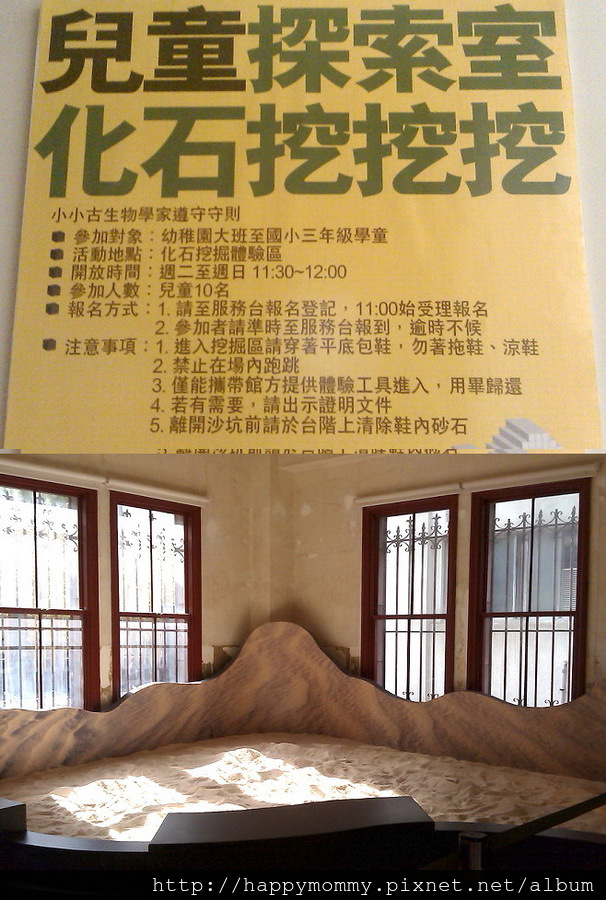 兒童探索室
化石挖挖挖
小小古生物學家遵守守則
參加對象：幼稚園大班至國小三年級學童
活動地點：化石挖掘體驗區
開放時間：週二至週日 11:30~12:00
參加人數：兒童10名
報名方式：1. 請至服務台報名登記，11:00始受理報名
2. 參加者請準時至服務台報到，逾時不候
注意事項：1. 進入挖掘區請穿著平底包鞋，勿著拖鞋、涼鞋
2. 禁止在場內跑跳
3. 僅能攜帶館方提供體驗工具進入，用畢歸還
4. 若有需要，請出示證明文件
5. 離開沙坑前請於台階上清除鞋內砂石
http://happymommy.pixnet.net/album